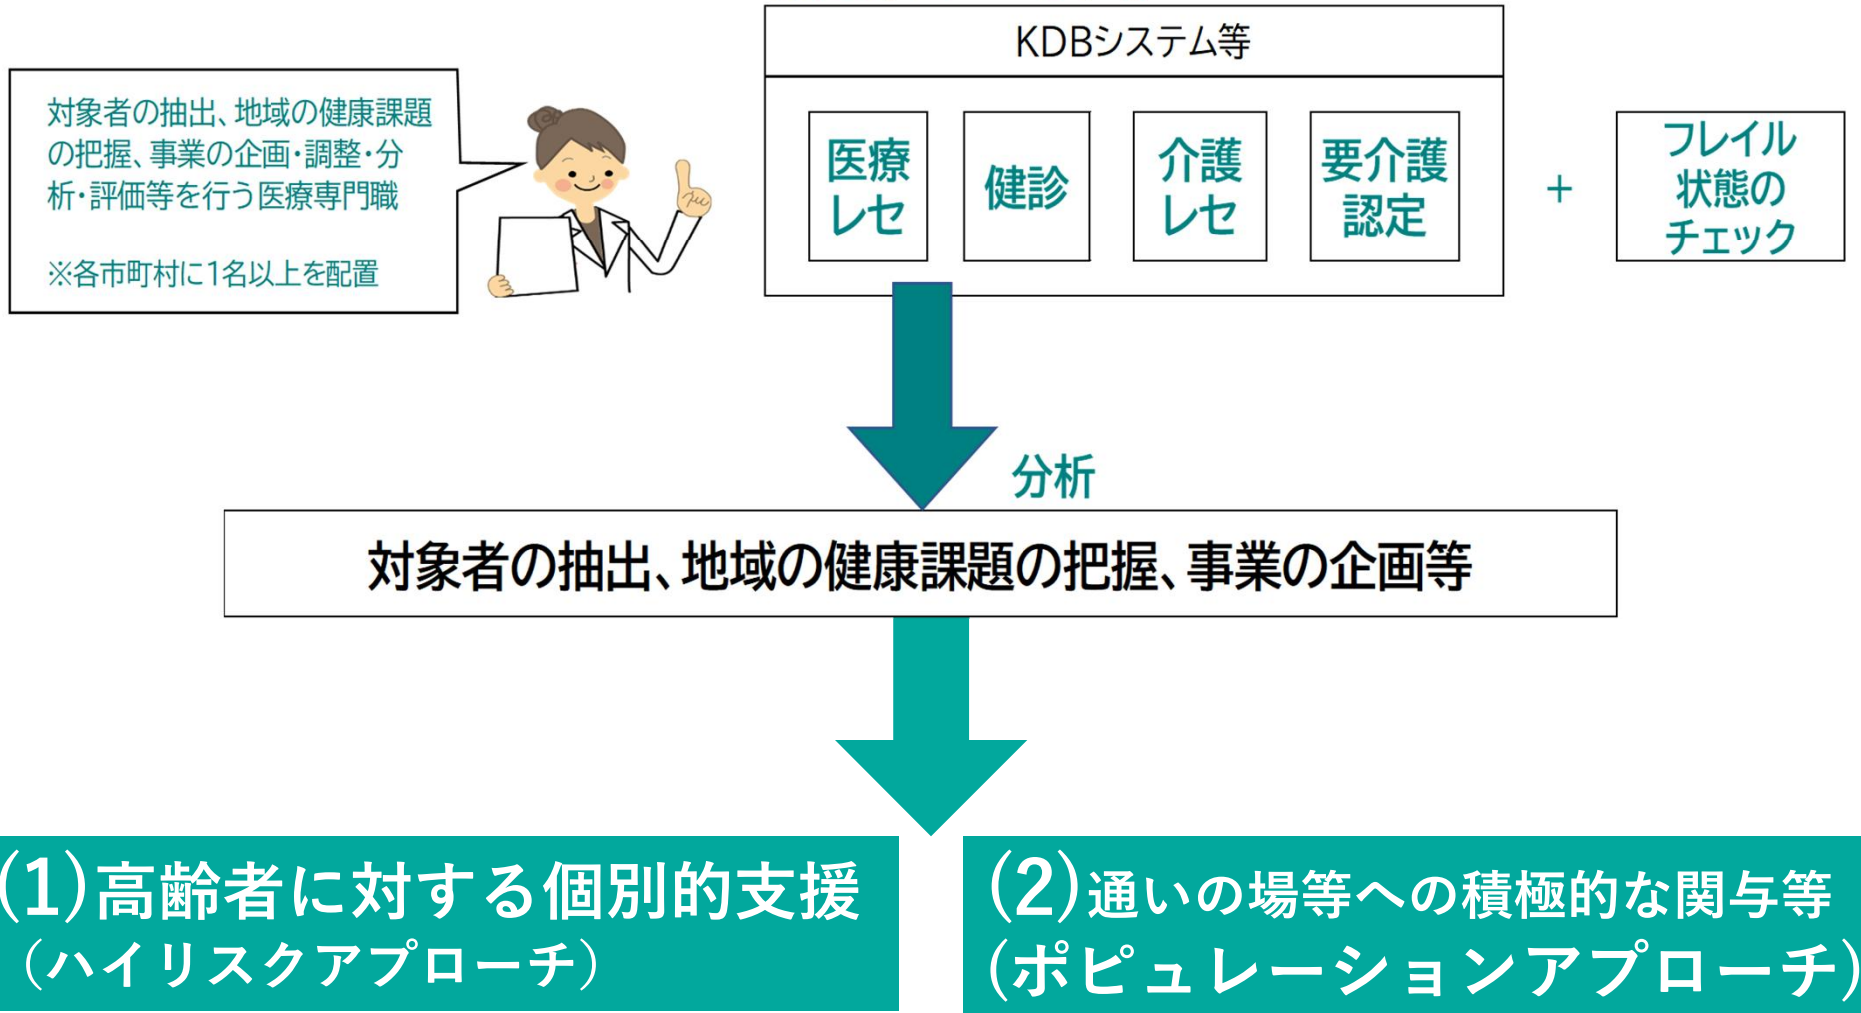 対象者の抽出、地域の健康課題
の把握、事業の企画・調整・分
析・評価等を行う医療専門職
※各市町村に1名以上を配置
KDBシステム等
医療
レセ
健診
介護
レセ
要介護
認定
+
フレイル
状態の
チェック
分析
対象者の抽出、地域の健康課題の把握、事業の企画等
(1)高齢者に対する個別的支援
（ハイリスクアプローチ）
(2)通いの場等への積極的な関与等
(ポピュレーションアプローチ)